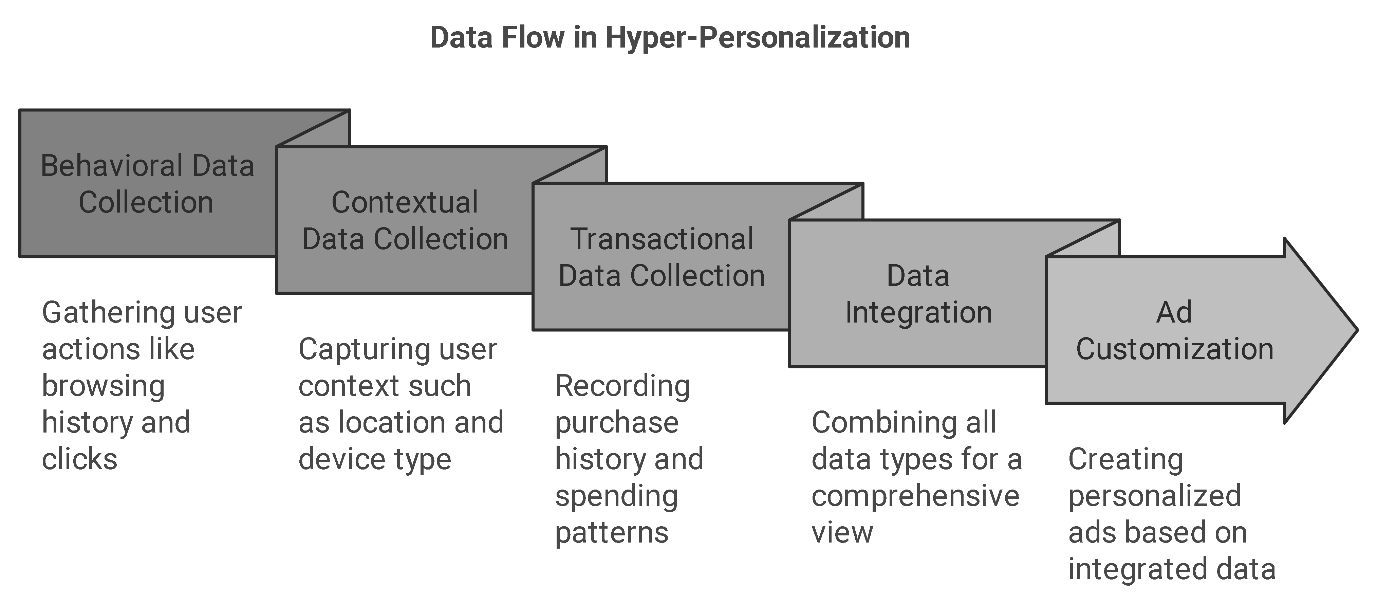 Data Flow in Hyper-Personalization
Behavioral Data
Collection
Gathering user
actions like
browsing
history and
clicks
Contextual
Data Collection
Capturing user
context such
as location and
device type
Transactional
Data Collection
Recording
purchase
history and
spending
patterns
Data
Integration
Combining all
data types for a
comprehensive
view
Ad
Customization
Creating
personalized
ads based on
integrated data